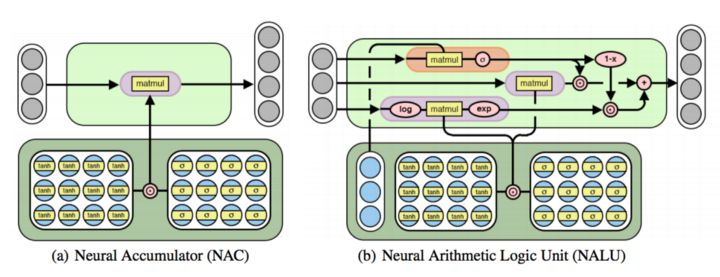 matmul
tanh tanh tanh tanh σ σ σ σ
tanh tanh tanh tanh σ σ σ σ
tanh tanh tanh tanh σ σ σ σ
(a) Neural Accumulator (NAC)
matmul σ 1-x
matmul +
log matmul exp
tanh tanh tanh tanh σ σ σ σ
tanh tanh tanh tanh σ σ σ σ
tanh tanh tanh tanh σ σ σ σ
(b) Neural Arithmetic Logic Unit (NALU)